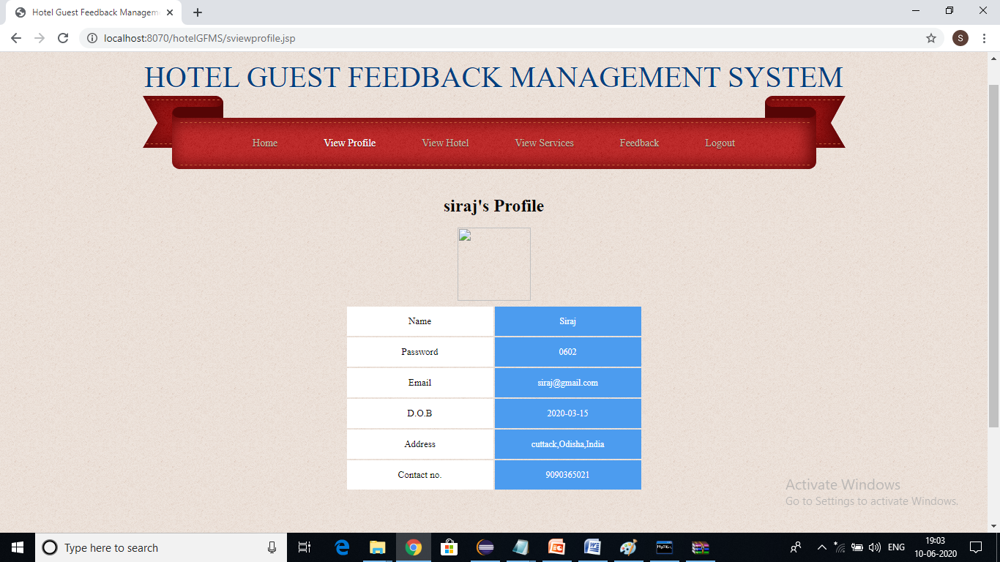 Hotel Guest Feedback Managem
localhost:8070/hotelGFMS/sviewprofile.jsp
S
HOTEL GUEST FEEDBACK MANAGEMENT SYSTEM
Home View Profile View Hotel View Services Feedback Logout
siraj's Profile
Name Siraj
Password 0602
Email siraj@gmail.com
D.O.B 2020-03-15
Address cuttack,Odisha,India
Contact no. 9090365021
Activate Windows
Go to Settings to activate Windows.
Type here to search
ENG
19:03
10-06-2020